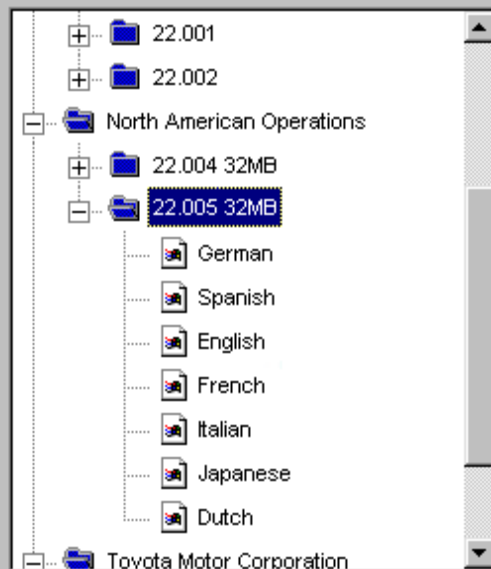 22.001
22.002
North American Operations
22.004 32MB
22.005 32MB
German
Spanish
English
French
Italian
Japanese
Dutch
Toyota Motor Corporation